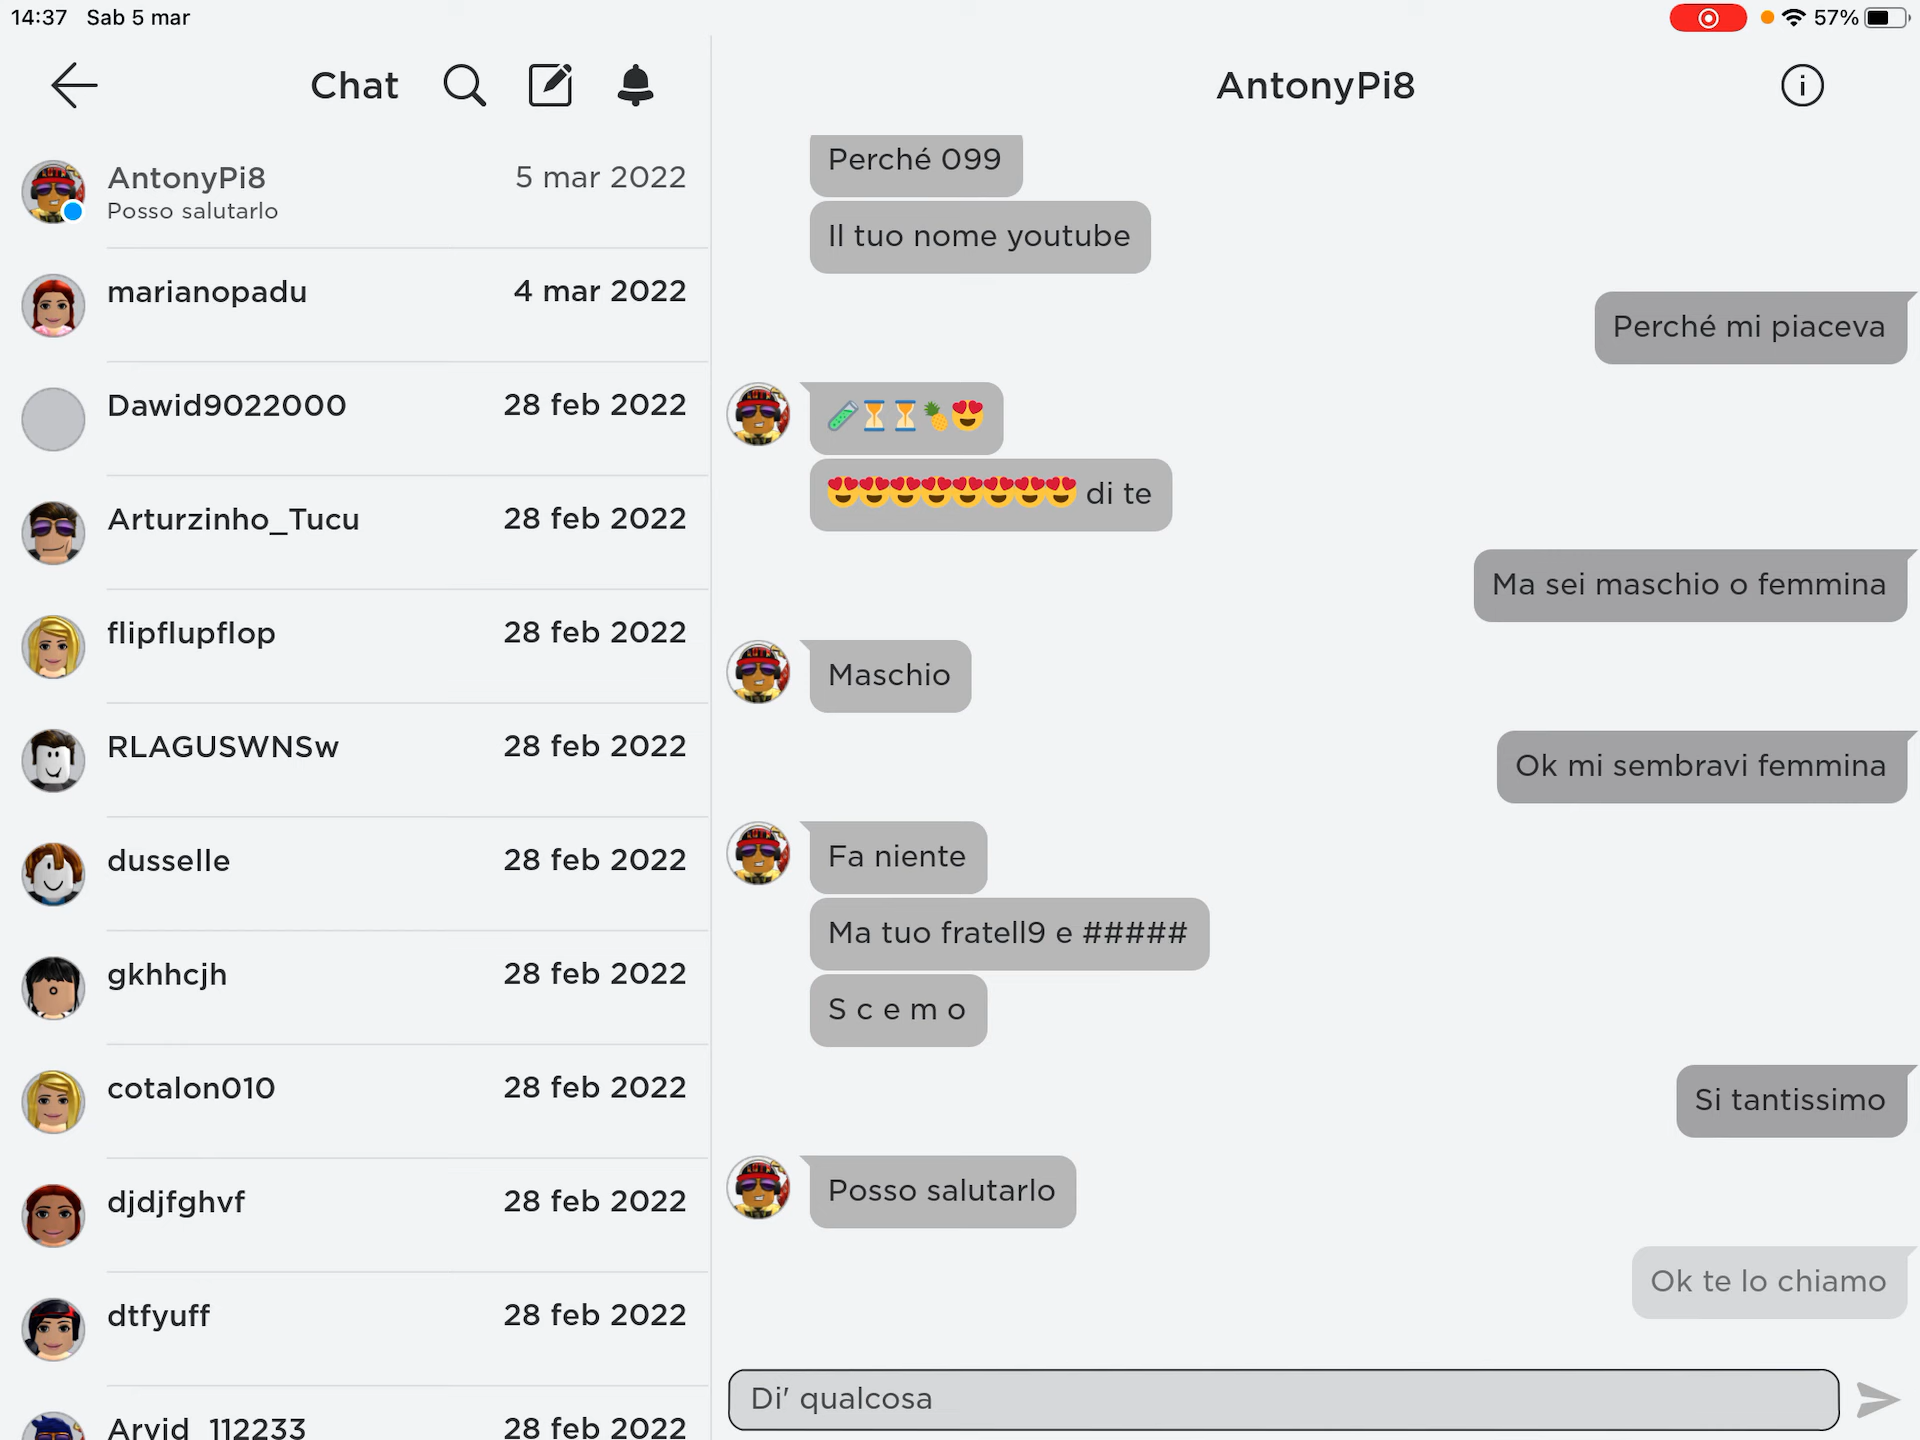 14:37 Sab 5 mar
57%
Chat
AntonyPi8
5 mar 2022
Posso salutarlo
marianopadu
4 mar 2022
Dawid9022000
28 feb 2022
Arturzinho_Tucu
28 feb 2022
flipflupflop
28 feb 2022
RLAGUSWNSw
28 feb 2022
dusselle
28 feb 2022
gkhhcjh
28 feb 2022
cotalon010
28 feb 2022
djdjfghvf
28 feb 2022
dtfyuff
28 feb 2022
Arvid_112233
28 feb 2022
AntonyPi8
Perché 099
Il tuo nome youtube
Perché mi piaceva
🧪⏳⏳🍍😍
😍😍😍😍😍😍😍😍 di te
Ma sei maschio o femmina
Maschio
Ok mi sembravi femmina
Fa niente
Ma tuo fratell9 e #####
S c e m o
Si tantissimo
Posso salutarlo
Ok te lo chiamo
Di' qualcosa